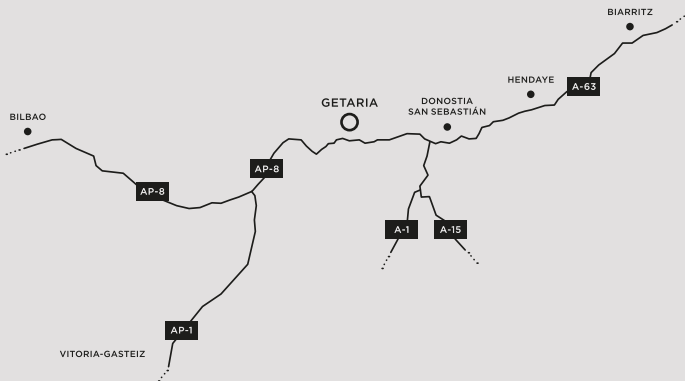 BIARRITZ
HENDAYE
A-63
GETARIA
DONOSTIA
SAN SEBASTIÁN
BILBAO
AP-8
AP-8
A-1
A-15
AP-1
VITORIA-GASTEIZ